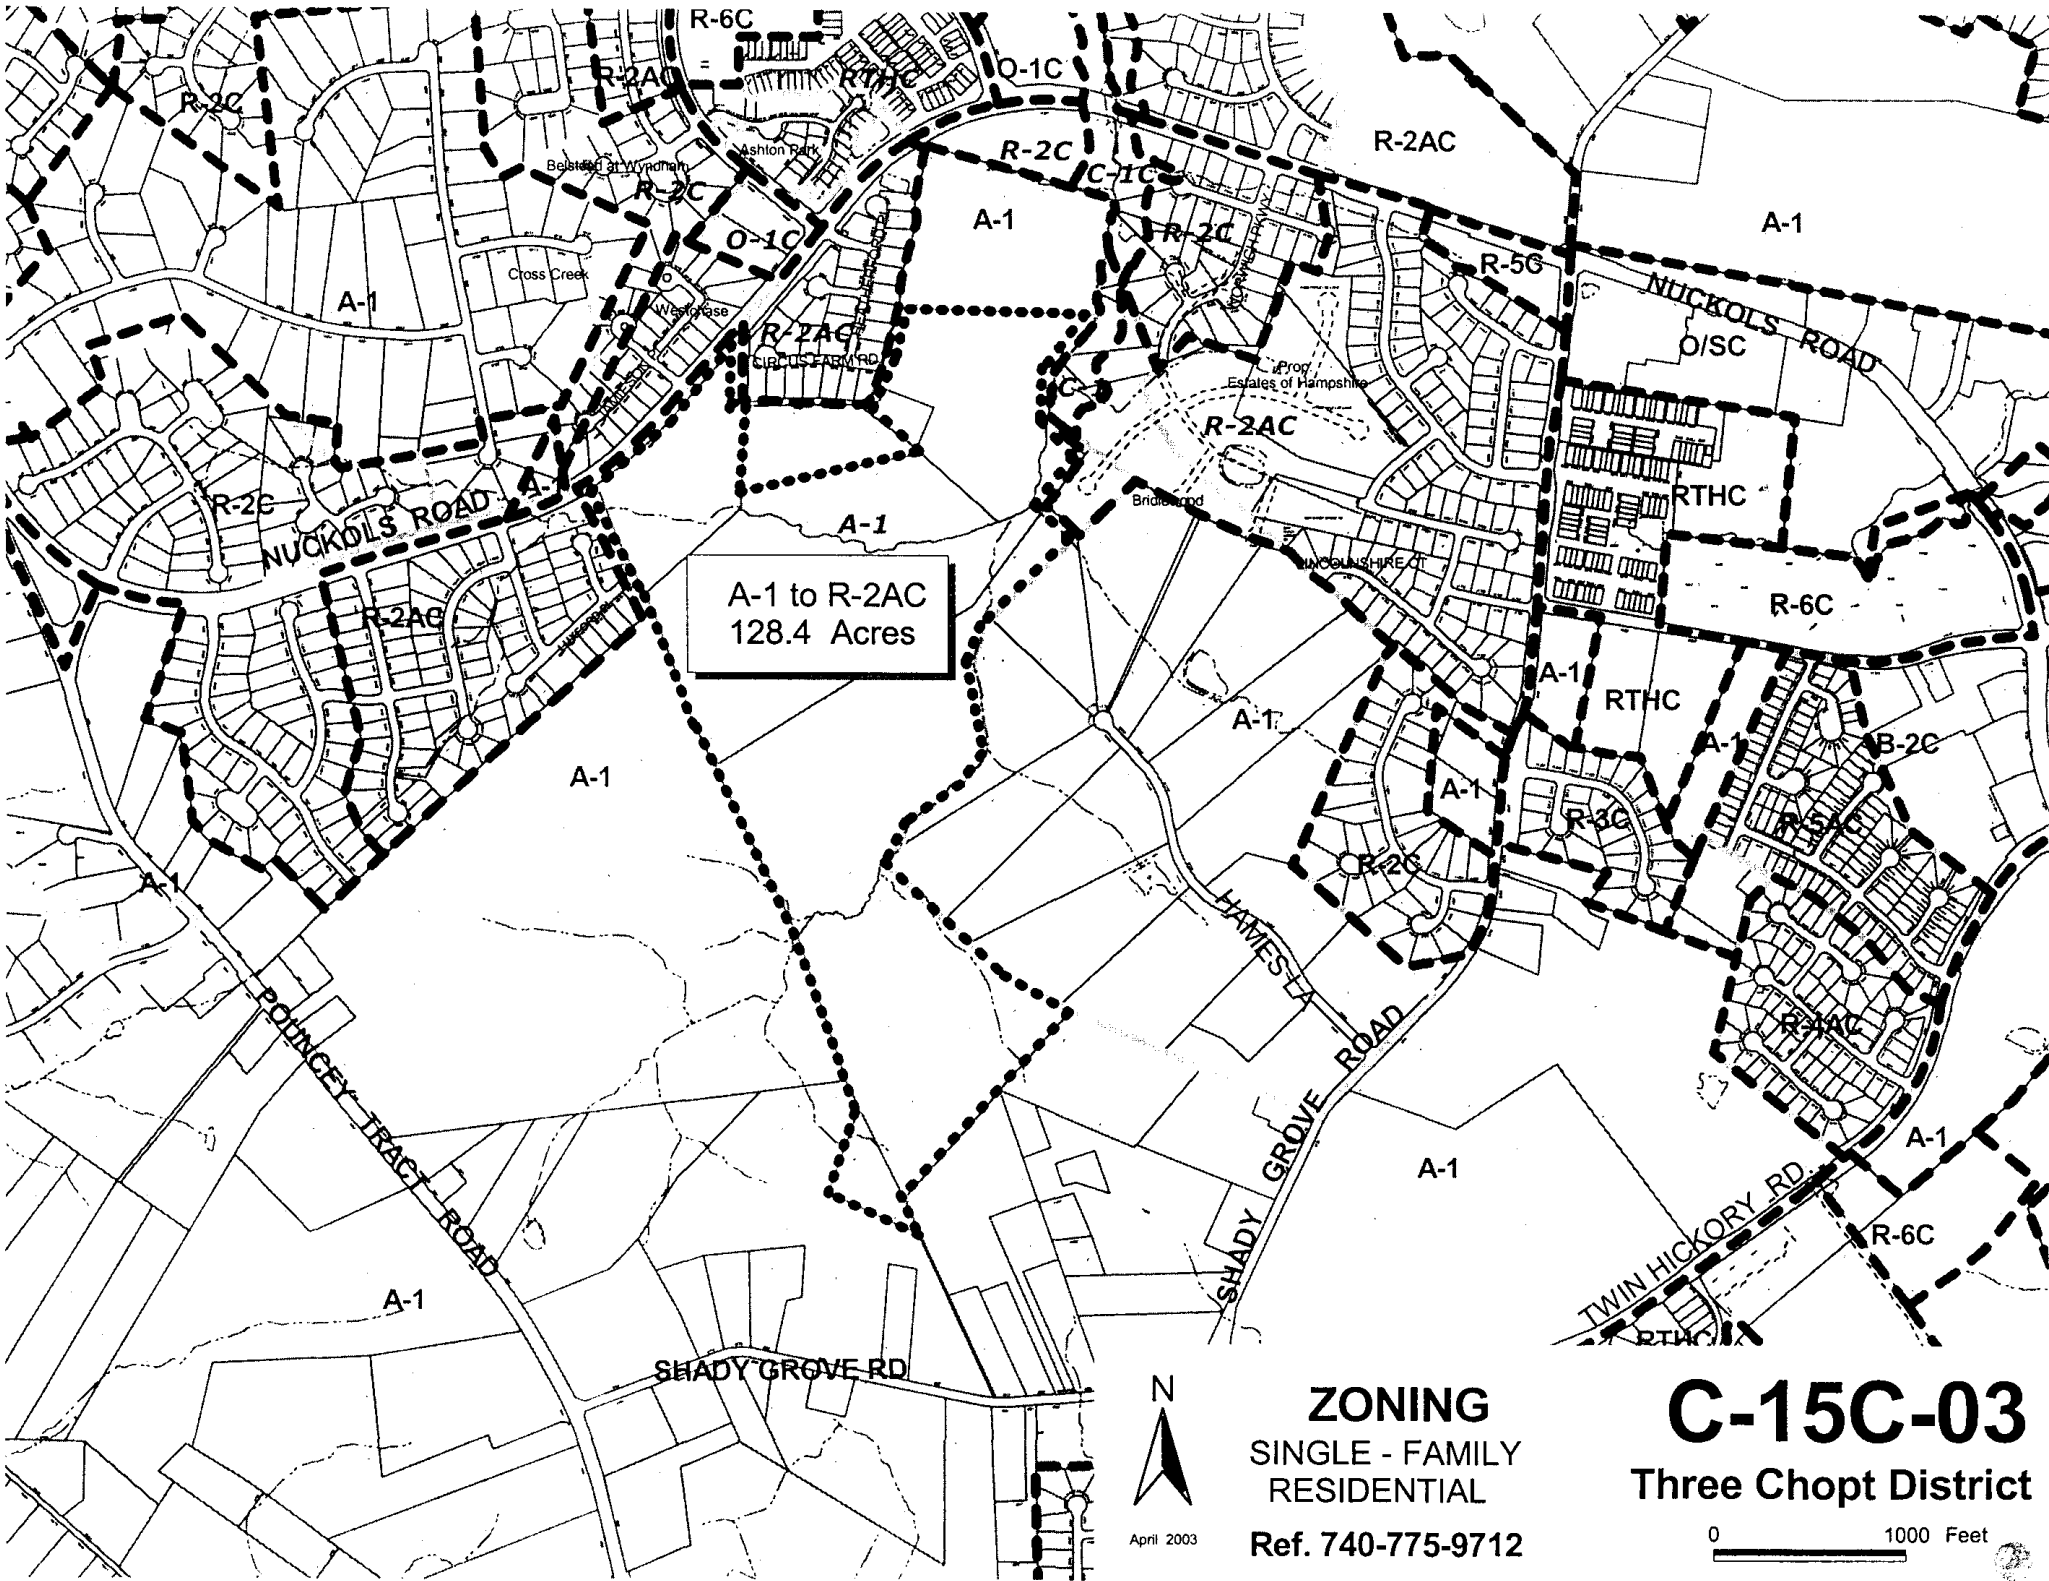 R-6C
R-2AC
RTHC
O-1C
R-2C
Ashton Park
R-2C
R-2AC
C-1C
Belstead at Wyndham
R-2C
A-1
A-1
O-1C
R-2C
R-5C
Cross Creek
A-1
Westchase
NUCKOLS ROAD
R-2AC
O/SC
CIRCUS FARM RD
Prop
Estates of Hampshire
JAMESON
R-2AC
R-2C
NUCKOLS ROAD
Bridlewood
RTHC
A-1
LINCOLNSHIRE CT
A-1 to R-2AC
128.4 Acres
R-2AC
R-6C
A-1
RTHC
A-1
A-1
B-2C
A-1
A-1
R-3C
R-5AC
R-2C
A-1
HAMES LA
POUNCEY TRACT ROAD
R-4AC
SHADY GROVE ROAD
A-1
A-1
TWIN HICKORY RD
R-6C
A-1
RTHC
SHADY GROVE RD
N
April 2003
ZONING
SINGLE - FAMILY
RESIDENTIAL
Ref. 740-775-9712
C-15C-03
Three Chopt District
0 1000 Feet